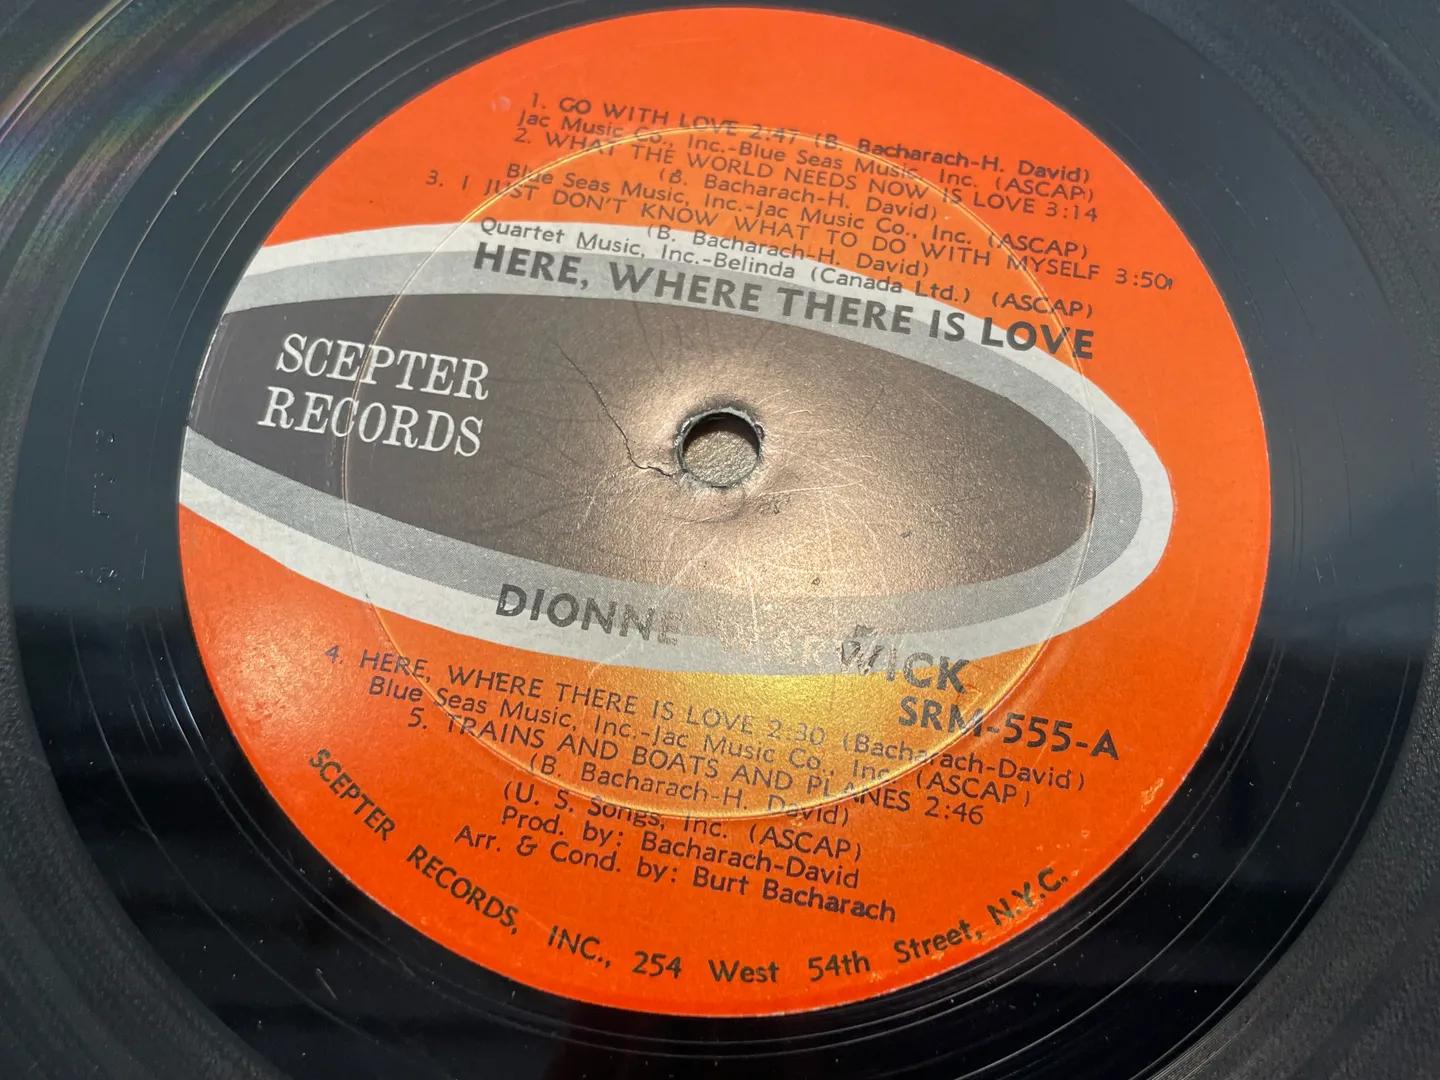 1. GO WITH LOVE 2:47 (B. Bacharach-H. David)
Jac Music Co., Inc.-Blue Seas Music, Inc. (ASCAP)
2. WHAT THE WORLD NEEDS NOW IS LOVE 3:14
(B. Bacharach-H. David)
Blue Seas Music, Inc.-Jac Music Co., Inc. (ASCAP)
3. I JUST DON'T KNOW WHAT TO DO WITH MYSELF 3:50
(B. Bacharach-H. David)
Quartet Music, Inc.-Belinda (Canada Ltd.) (ASCAP)
HERE, WHERE THERE IS LOVE
SCEPTER
RECORDS
DIONNE WARWICK
SRM-555-A
4. HERE, WHERE THERE IS LOVE 2:30 (Bacharach-David)
Blue Seas Music, Inc.-Jac Music Co., Inc. (ASCAP)
5. TRAINS AND BOATS AND PLANES 2:46
(B. Bacharach-H. David)
(U. S. Songs, Inc. (ASCAP)
Prod. by: Bacharach-David
Arr. & Cond. by: Burt Bacharach
SCEPTER RECORDS, INC., 254 West 54th Street, N.Y.C.